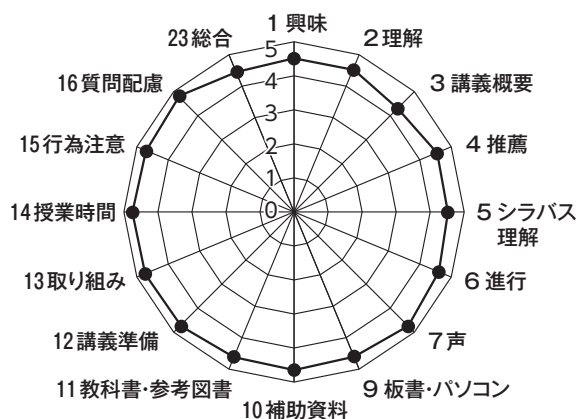 1 興味
2 理解
3 講義概要
4 推薦
5 シラバス
理解
6 進行
7 声
9 板書・パソコン
10 補助資料
11 教科書・参考図書
12 講義準備
13 取り組み
14 授業時間
15 行為注意
16 質問配慮
23 総合
5
4
3
2
1
0